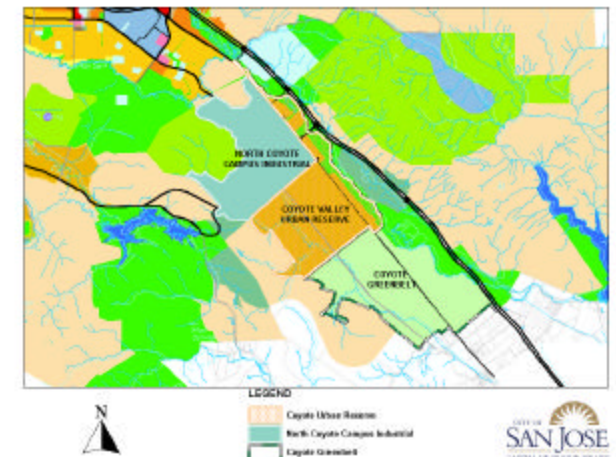 NORTH COYOTE
CAMPUS INDUSTRIAL
COYOTE VALLEY
URBAN RESERVE
COYOTE
GREENBELT
LEGEND
N
Coyote Urban Reserve
North Coyote Campus Industrial
Coyote Greenbelt
CITY OF
SAN JOSE